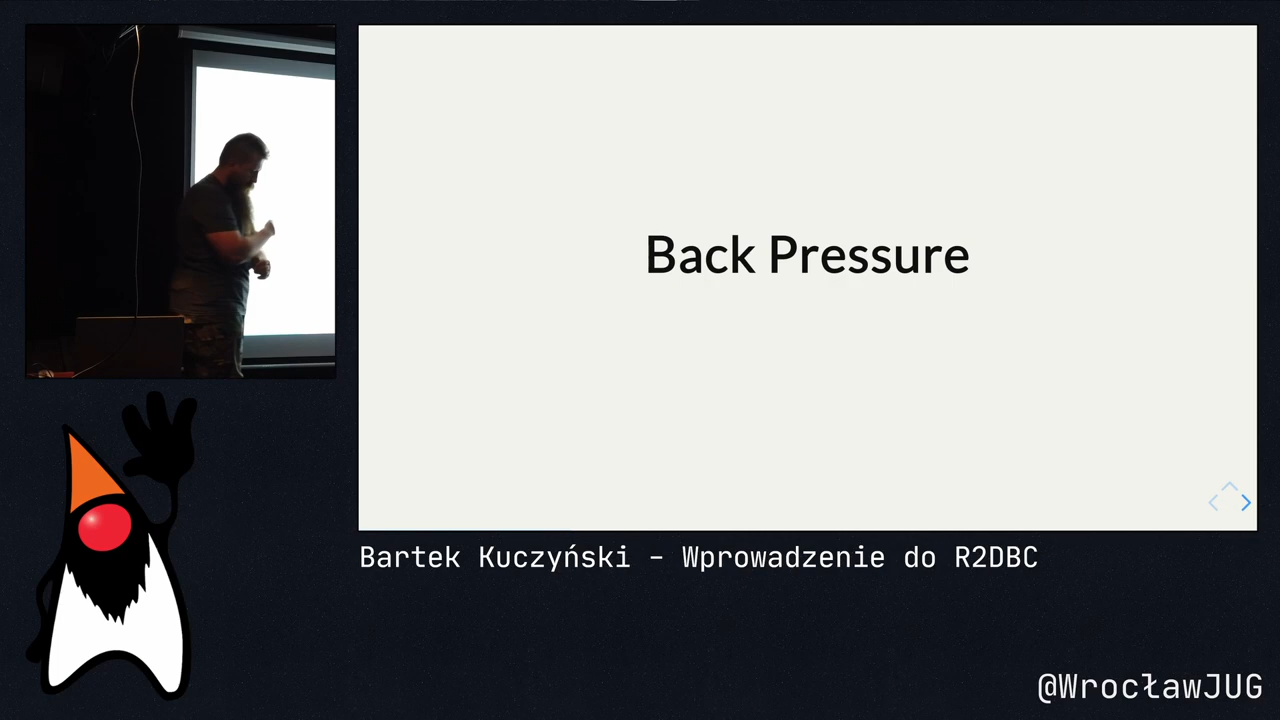 Back Pressure
Bartek Kuczyński – Wprowadzenie do R2DBC
@WrocławJUG